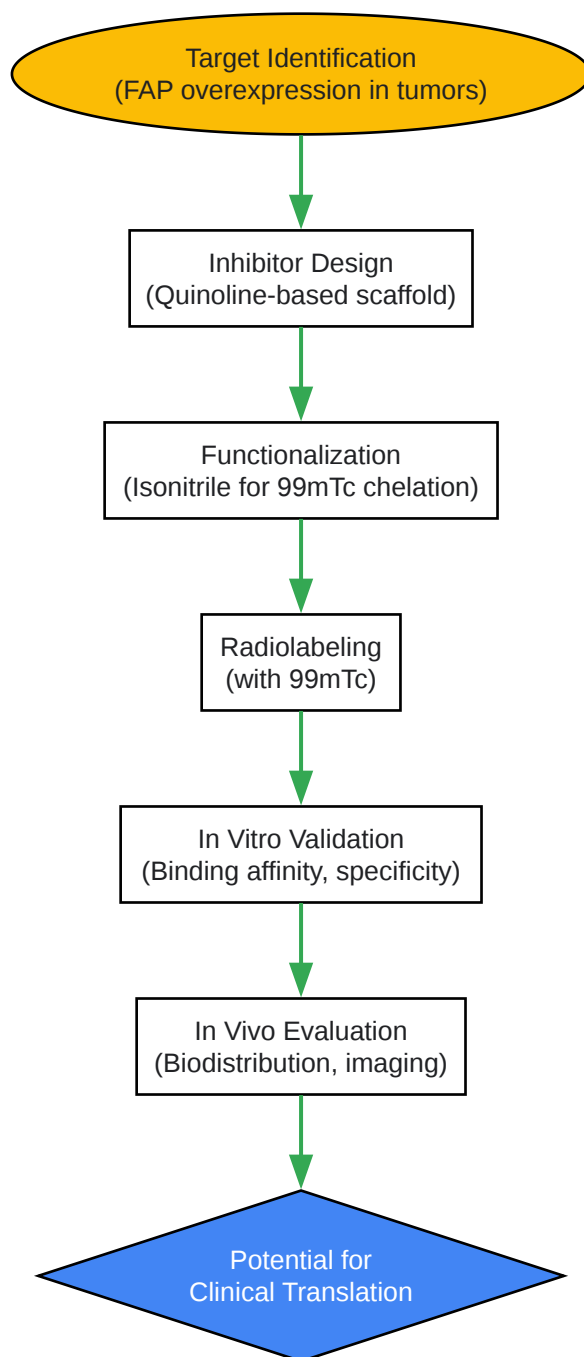 Target Identification
(FAP overexpression in tumors)
Inhibitor Design
(Quinoline-based scaffold)
Functionalization
(Isonitrile for 99mTc chelation)
Radiolabeling
(with 99mTc)
In Vitro Validation
(Binding affinity, specificity)
In Vivo Evaluation
(Biodistribution, imaging)
Potential for
Clinical Translation